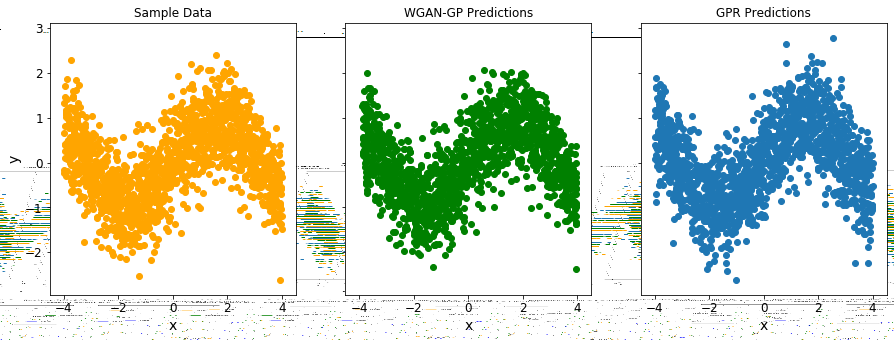 Sample Data
WGAN-GP Predictions
GPR Predictions
3
2
1
0
−1
−2
y
−4 −2 0 2 4
−4 −2 0 2 4
−4 −2 0 2 4
x
x
x